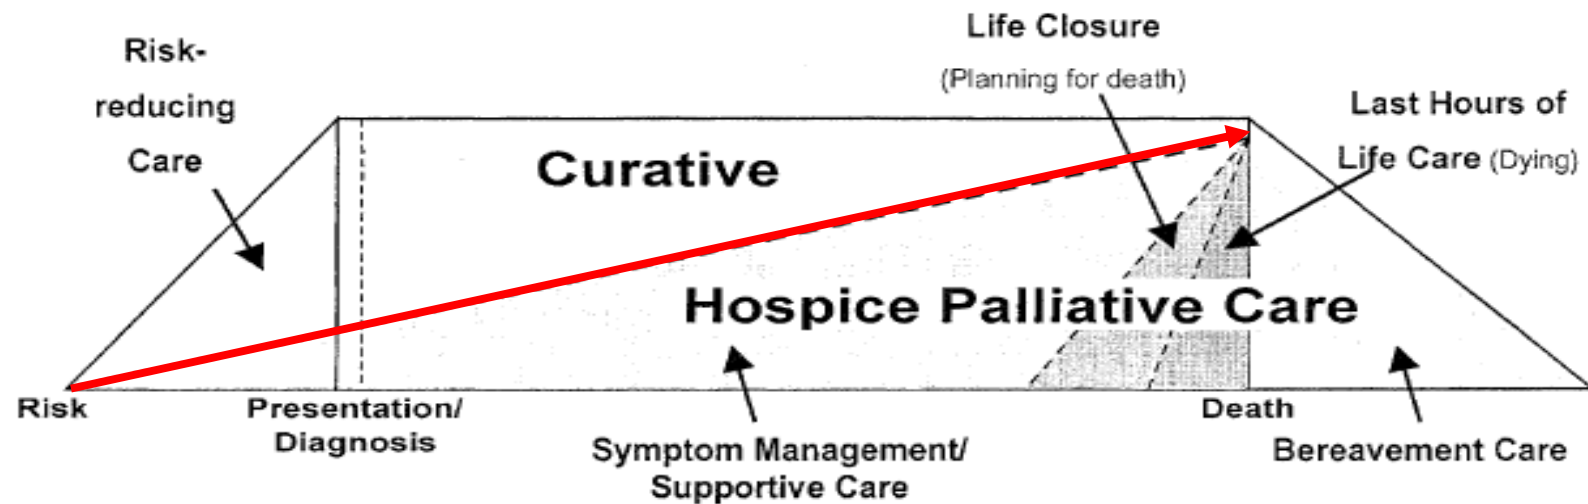 Risk-
reducing
Care
Life Closure
(Planning for death)
Last Hours of
Life Care (Dying)
Curative
Hospice Palliative Care
Risk
Presentation/
Diagnosis
Death
Symptom Management/
Supportive Care
Bereavement Care